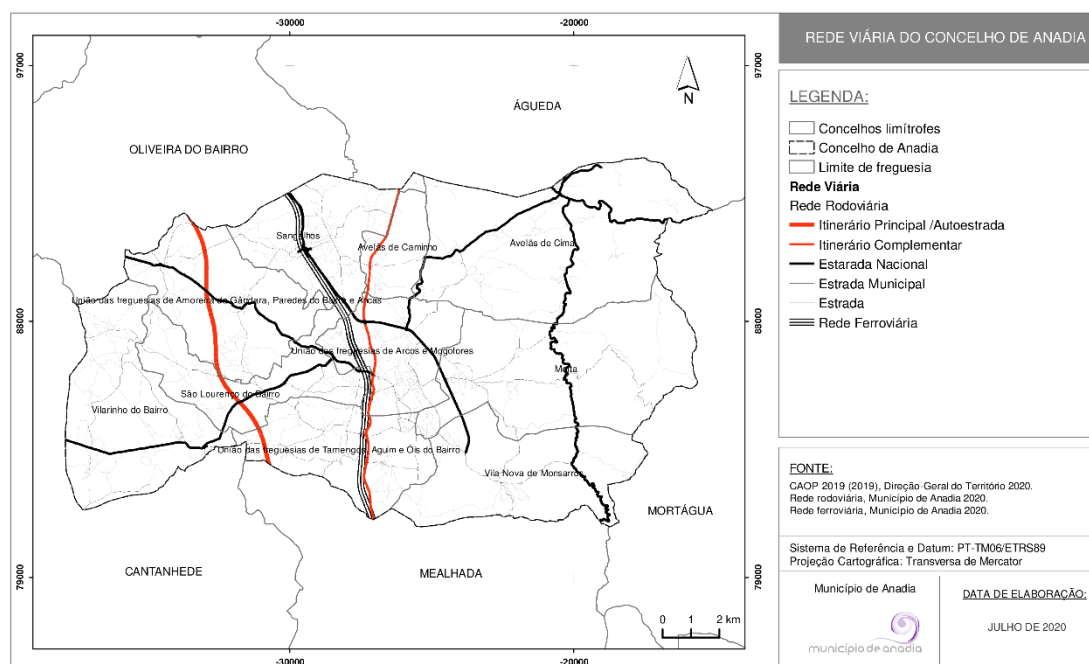 -30000
-20000
97000
97000
88000
88000
79000
79000
ÁGUEDA
OLIVEIRA DO BAIRRO
Sangalhos
Avelãs de Caminho
Avelãs de Cima
União das freguesias de Amoreira da Gândara, Paredes do Bairro e Ancas
União das freguesias de Arcos e Mogofores
Moita
São Lourenço do Bairro
Vilarinho do Bairro
União das freguesias de Tamengos, Aguim e Óis do Bairro
Vila Nova de Monsarros
MORTÁGUA
CANTANHEDE
MEALHADA
N
0 1 2 km
-30000
-20000
REDE VIÁRIA DO CONCELHO DE ANADIA
LEGENDA:
Concelhos limítrofes
Concelho de Anadia
Limite de freguesia
Rede Viária
Rede Rodoviária
Itinerário Principal /Autoestrada
Itinerário Complementar
Estarada Nacional
Estrada Municipal
Estrada
Rede Ferroviária
FONTE:
CAOP 2019 (2019), Direção-Geral do Território 2020.
Rede rodoviária, Município de Anadia 2020.
Rede ferroviária, Município de Anadia 2020.
Sistema de Referência e Datum: PT-TM06/ETRS89
Projeção Cartográfica: Transversa de Mercator
Município de Anadia
município de anadia
DATA DE ELABORAÇÃO:
JULHO DE 2020